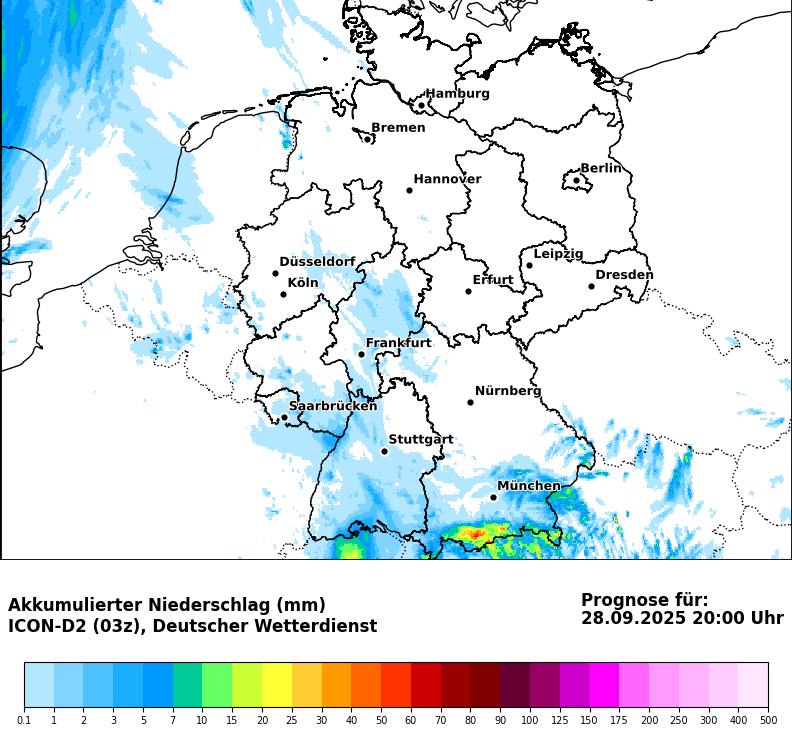 Hamburg
Bremen
Berlin
Hannover
Leipzig
Düsseldorf
Dresden
Köln
Erfurt
Frankfurt
Nürnberg
Saarbrücken
Stuttgart
München
Akkumulierter Niederschlag (mm)
ICON-D2 (03z), Deutscher Wetterdienst
Prognose für:
28.09.2025 20:00 Uhr
0.1 1 2 3 5 7 10 15 20 25 30 40 50 60 70 80 90 100 125 150 175 200 250 300 400 500